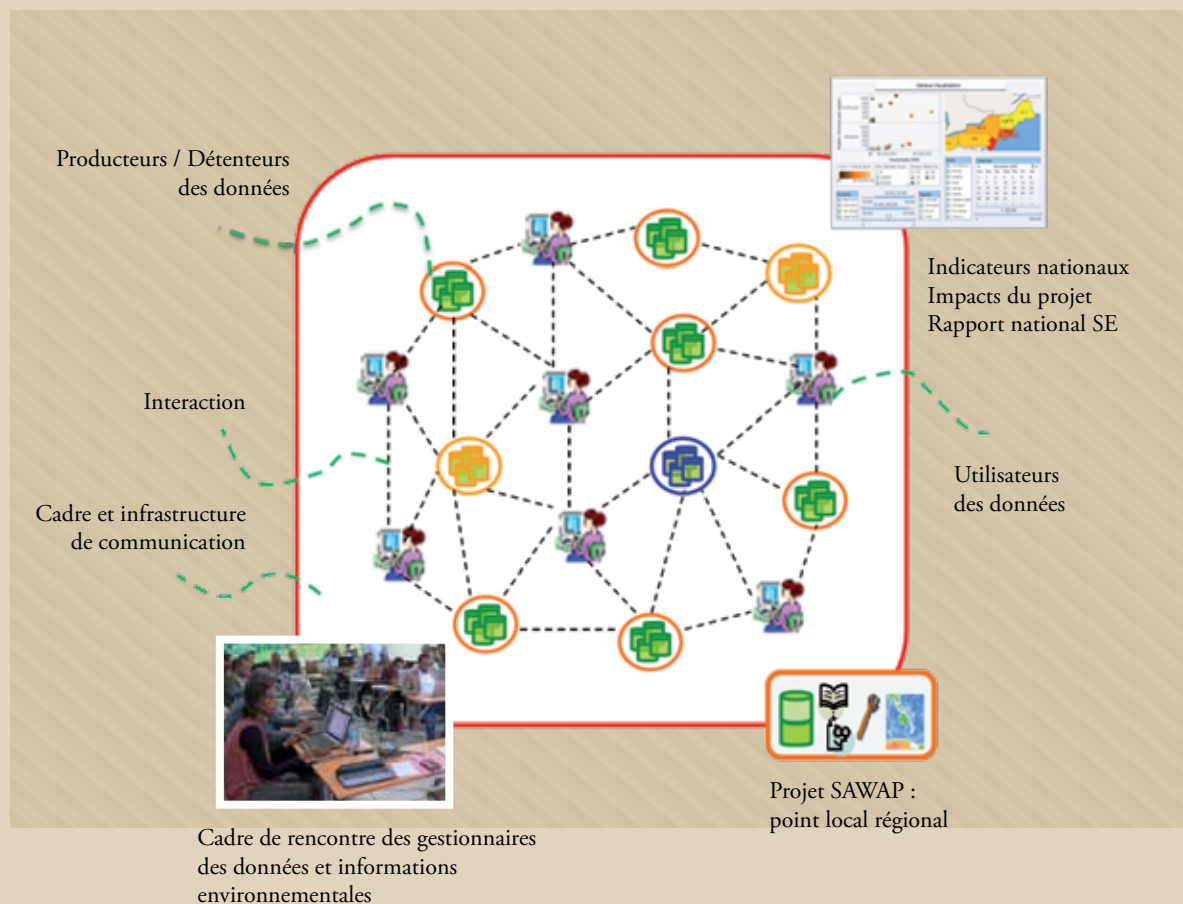 Producteurs / Détenteurs
des données
Indicateurs nationaux
Impacts du projet
Rapport national SE
Interaction
Utilisateurs
des données
Cadre et infrastructure
de communication
Projet SAWAP :
point local régional
Cadre de rencontre des gestionnaires
des données et informations
environnementales